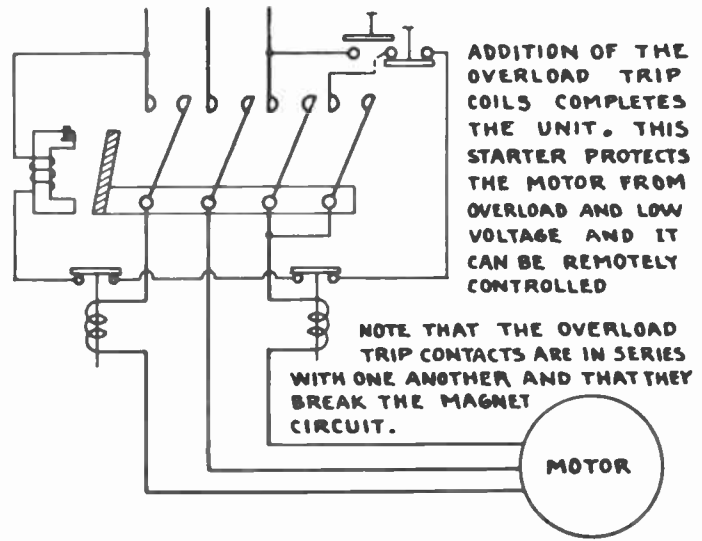 ADDITION OF THE
OVERLOAD TRIP
COILS COMPLETES
THE UNIT. THIS
STARTER PROTECTS
THE MOTOR FROM
OVERLOAD AND LOW
VOLTAGE AND IT
CAN BE REMOTELY
CONTROLLED
NOTE THAT THE OVERLOAD
TRIP CONTACTS ARE IN SERIES
WITH ONE ANOTHER AND THAT THEY
BREAK THE MAGNET
CIRCUIT.
MOTOR